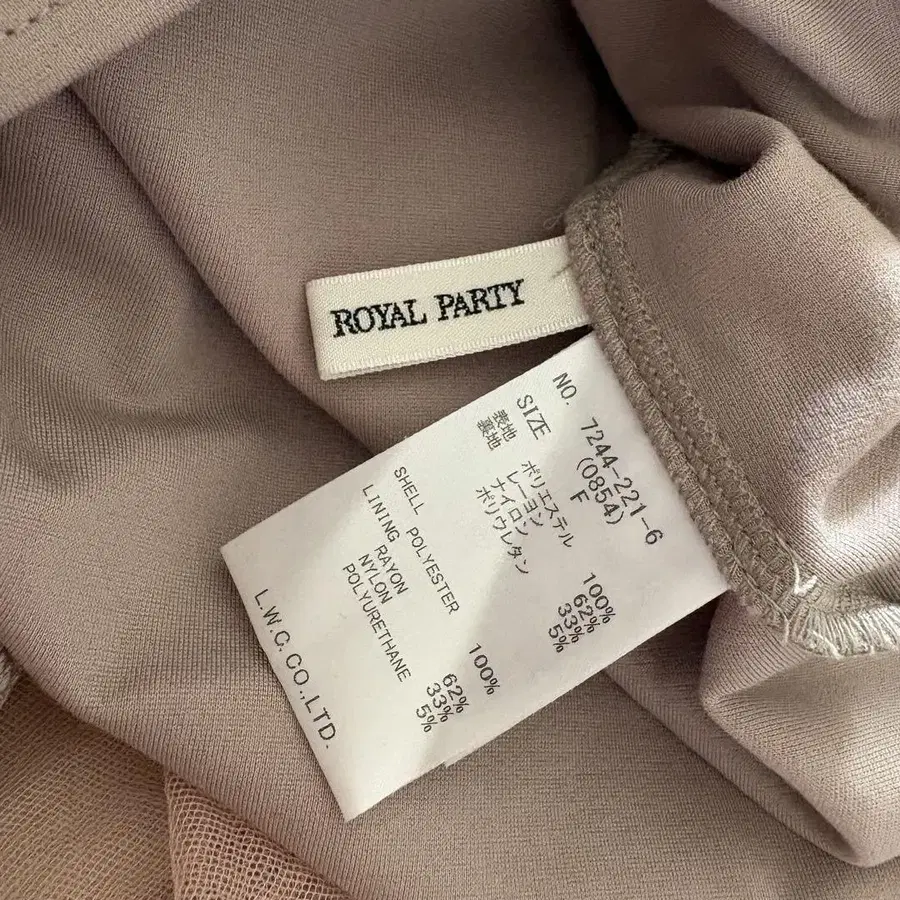 ROYAL PARTY
NO. 7244-221-6
(0854)
SIZE F
表地 ポリエステル 100%
裏地 レーヨン 62%
ナイロン 33%
ポリウレタン 5%
SHELL POLYESTER 100%
LINING RAYON 62%
NYLON 33%
POLYURETHANE 5%
L.W.C.CO.,LTD.